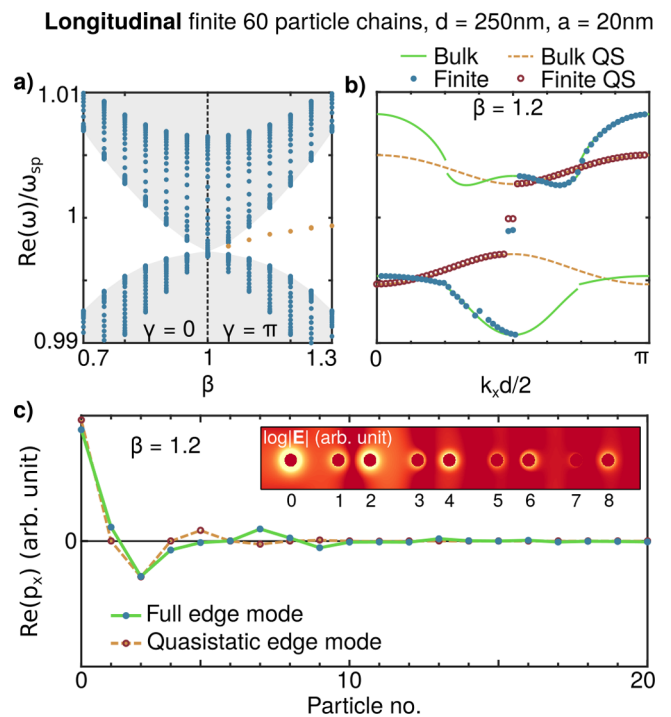 Longitudinal finite 60 particle chains, d = 250nm, a = 20nm
Bulk
Bulk QS
Finite
Finite QS
a)
1.01
1
0.99
Re(ω)/ω_sp
γ = 0
γ = π
0.7
1
1.3
β
b)
β = 1.2
0
π
k_xd/2
c)
β = 1.2
log|E| (arb. unit)
0 1 2 3 4 5 6 7 8
0
Re(p_x) (arb. unit)
Full edge mode
Quasistatic edge mode
0 10 20
Particle no.